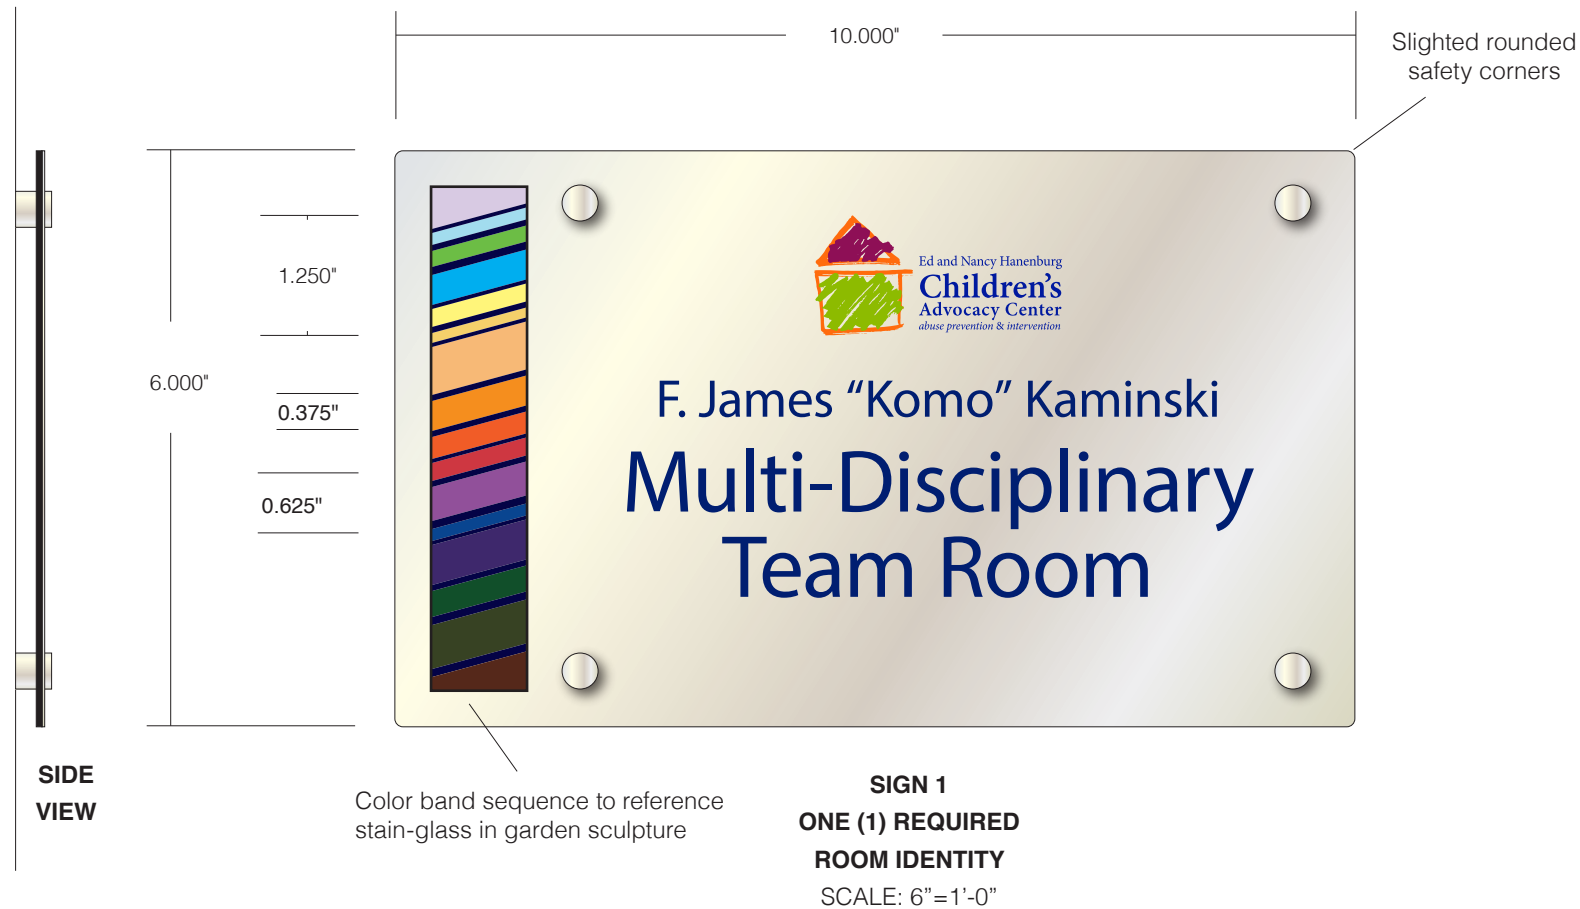 10.000"
Slighted rounded
safety corners
1.250"
6.000"
0.375"
0.625"
Ed and Nancy Hanenburg
Children's
Advocacy Center
abuse prevention & intervention
F. James “Komo” Kaminski
Multi-Disciplinary
Team Room
SIDE
VIEW
Color band sequence to reference
stain-glass in garden sculpture
SIGN 1
ONE (1) REQUIRED
ROOM IDENTITY
SCALE: 6”=1’-0”